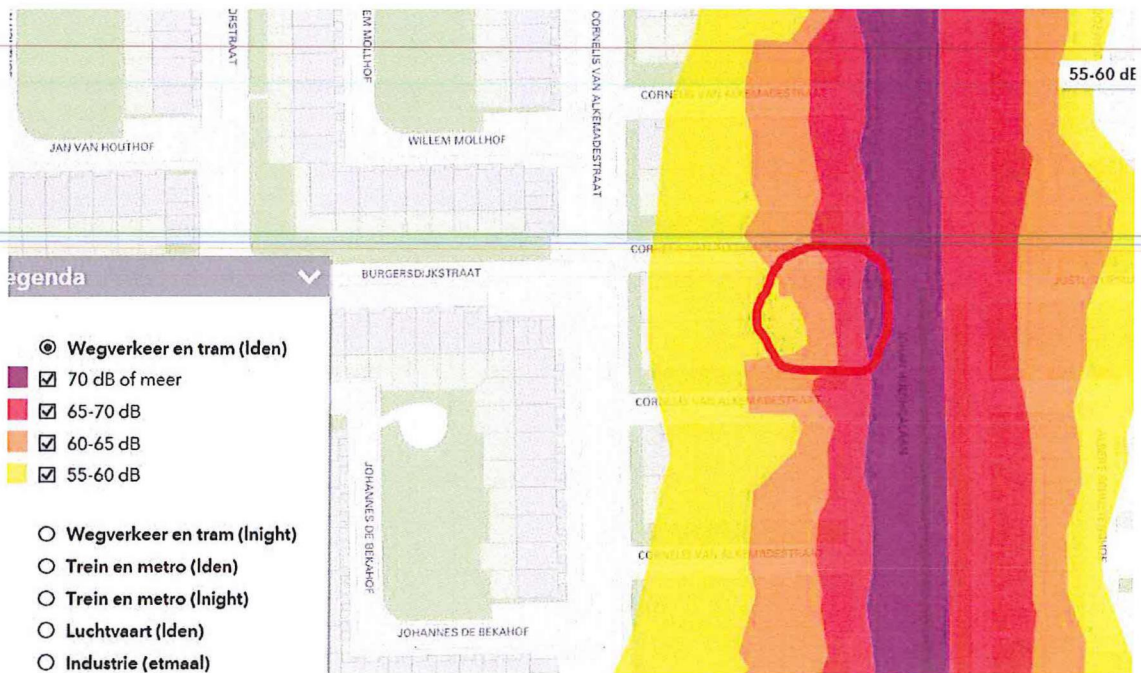 EM MOLLHOF
CORNELIS VAN ALKEMADESTRAAT
55-60 dE
CORNELIS VAN ALKEMADESTRAAT
JAN VAN HOUTHOF
WILLEM MOLLHOF
BURGERSDIJKSTRAAT
egenda
Wegverkeer en tram (lden)
70 dB of meer
65-70 dB
60-65 dB
55-60 dB
CORNELIS VAN ALKEMADESTRAAT
JOHANNES DE BEKAHOF
Wegverkeer en tram (lnight)
Trein en metro (lden)
Trein en metro (lnight)
Luchtvaart (lden)
Industrie (etmaal)
CORNELIS VAN ALKEMADESTRAAT
JOHANNES DE BEKAHOF